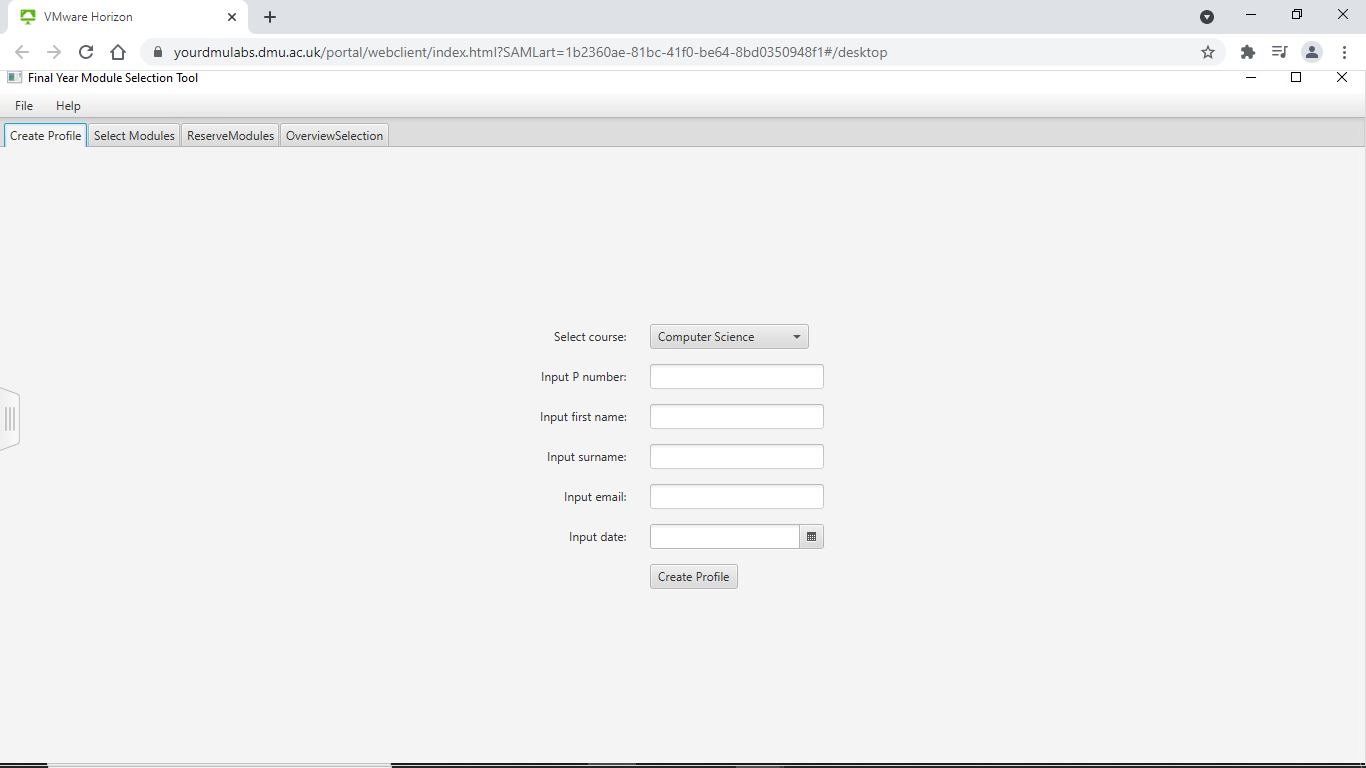 VMware Horizon
yourdmulabs.dmu.ac.uk/portal/webclient/index.html?SAMLart=1b2360ae-81bc-41f0-be64-8bd0350948f1#/desktop
Final Year Module Selection Tool
File Help
Create Profile Select Modules ReserveModules OverviewSelection
Select course: Computer Science
Input P number:
Input first name:
Input surname:
Input email:
Input date:
Create Profile